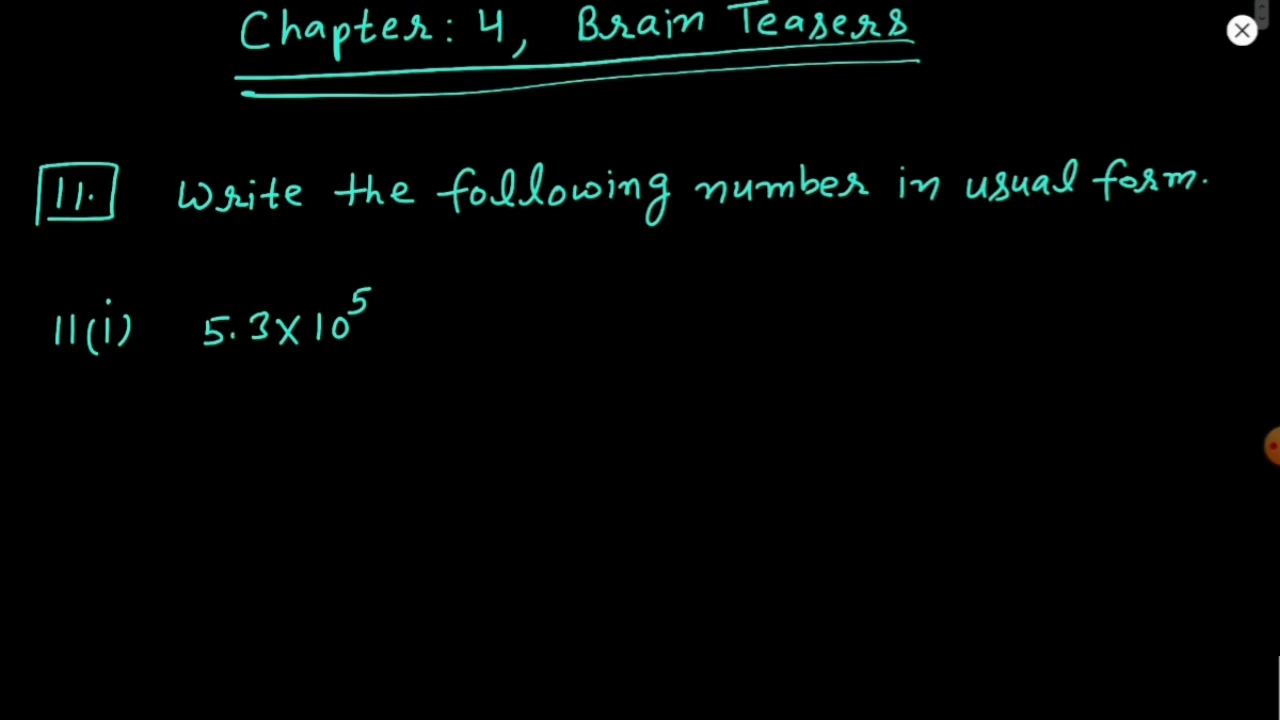 Chapter: 4, Brain Teasers
11. Write the following number in usual form.
11(i) 5.3×10⁵